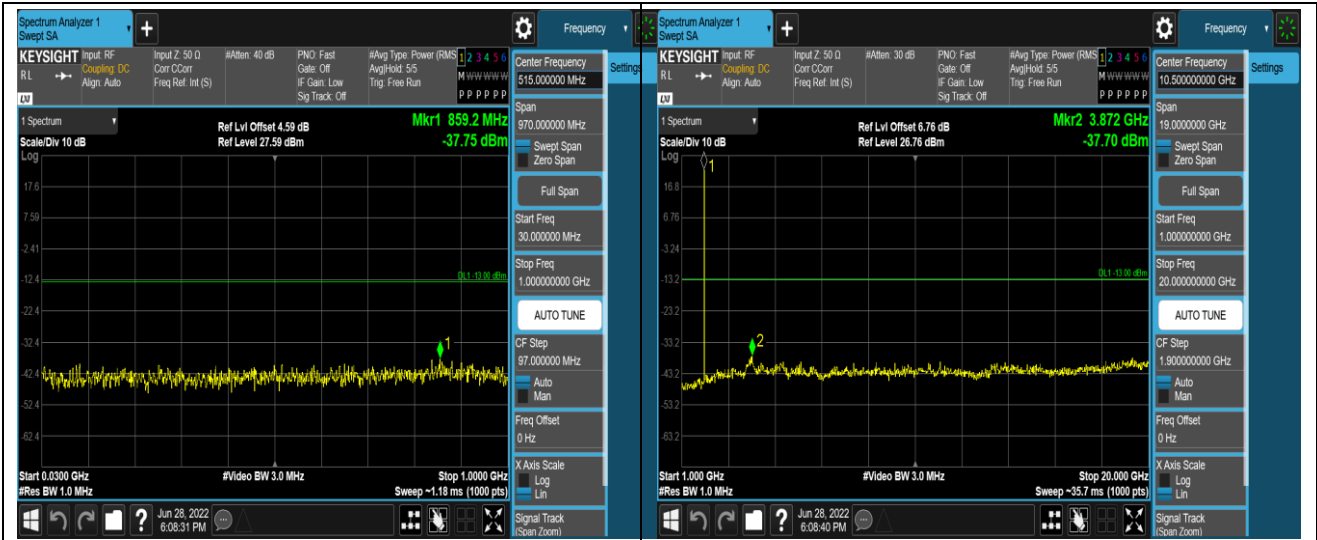 Spectrum Analyzer 1
Swept SA
+
Frequency
KEYSIGHT
RL
LXI
Input: RF
Coupling: DC
Align: Auto
Input Z: 50 Ω
Corr CCorr
Freq Ref: Int (S)
#Atten: 40 dB
PNO: Fast
Gate: Off
IF Gain: Low
Sig Track: Off
#Avg Type: Power (RMS
Avg|Hold: 5/5
Trig: Free Run
1 2 3 4 5 6
M W W W W W
P P P P P P
Center Frequency
515.000000 MHz
Settings
1 Spectrum
Scale/Div 10 dB
Ref Lvl Offset 4.59 dB
Ref Level 27.59 dBm
Mkr1 859.2 MHz
-37.75 dBm
Log
17.6
7.59
-2.41
-12.4
-22.4
-32.4
-42.4
-52.4
-62.4
DL1 -13.00 dBm
1
Span
970.000000 MHz
Swept Span
Zero Span
Full Span
Start Freq
30.000000 MHz
Stop Freq
1.000000000 GHz
AUTO TUNE
CF Step
97.000000 MHz
Auto
Man
Freq Offset
0 Hz
X Axis Scale
Log
Lin
Signal Track
(Span Zoom)
Start 0.0300 GHz
#Res BW 1.0 MHz
#Video BW 3.0 MHz
Stop 1.0000 GHz
Sweep ~1.18 ms (1000 pts)
?
Jun 28, 2022
6:08:31 PM
Spectrum Analyzer 1
Swept SA
+
Frequency
KEYSIGHT
RL
LXI
Input: RF
Coupling: DC
Align: Auto
Input Z: 50 Ω
Corr CCorr
Freq Ref: Int (S)
#Atten: 30 dB
PNO: Fast
Gate: Off
IF Gain: Low
Sig Track: Off
#Avg Type: Power (RMS
Avg|Hold: 5/5
Trig: Free Run
1 2 3 4 5 6
M W W W W W
P P P P P P
Center Frequency
10.500000000 GHz
Settings
1 Spectrum
Scale/Div 10 dB
Ref Lvl Offset 6.76 dB
Ref Level 26.76 dBm
Mkr2 3.872 GHz
-37.70 dBm
Log
1
16.8
6.76
-3.24
-13.2
-23.2
-33.2
-43.2
-53.2
-63.2
DL1 -13.00 dBm
2
Span
19.0000000 GHz
Swept Span
Zero Span
Full Span
Start Freq
1.000000000 GHz
Stop Freq
20.000000000 GHz
AUTO TUNE
CF Step
1.900000000 GHz
Auto
Man
Freq Offset
0 Hz
X Axis Scale
Log
Lin
Signal Track
(Span Zoom)
Start 1.000 GHz
#Res BW 1.0 MHz
#Video BW 3.0 MHz
Stop 20.000 GHz
Sweep ~35.7 ms (1000 pts)
?
Jun 28, 2022
6:08:40 PM